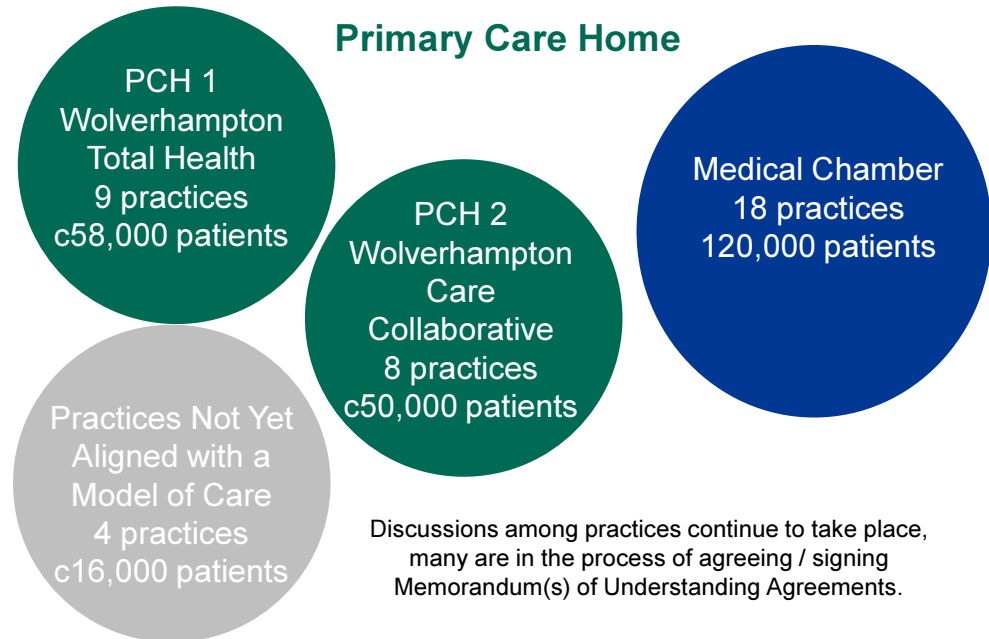 Primary Care Home
PCH 1
Wolverhampton
Total Health
9 practices
c58,000 patients
PCH 2
Wolverhampton
Care
Collaborative
8 practices
c50,000 patients
Medical Chamber
18 practices
120,000 patients
Practices Not Yet
Aligned with a
Model of Care
4 practices
c16,000 patients
Discussions among practices continue to take place,
many are in the process of agreeing / signing
Memorandum(s) of Understanding Agreements.